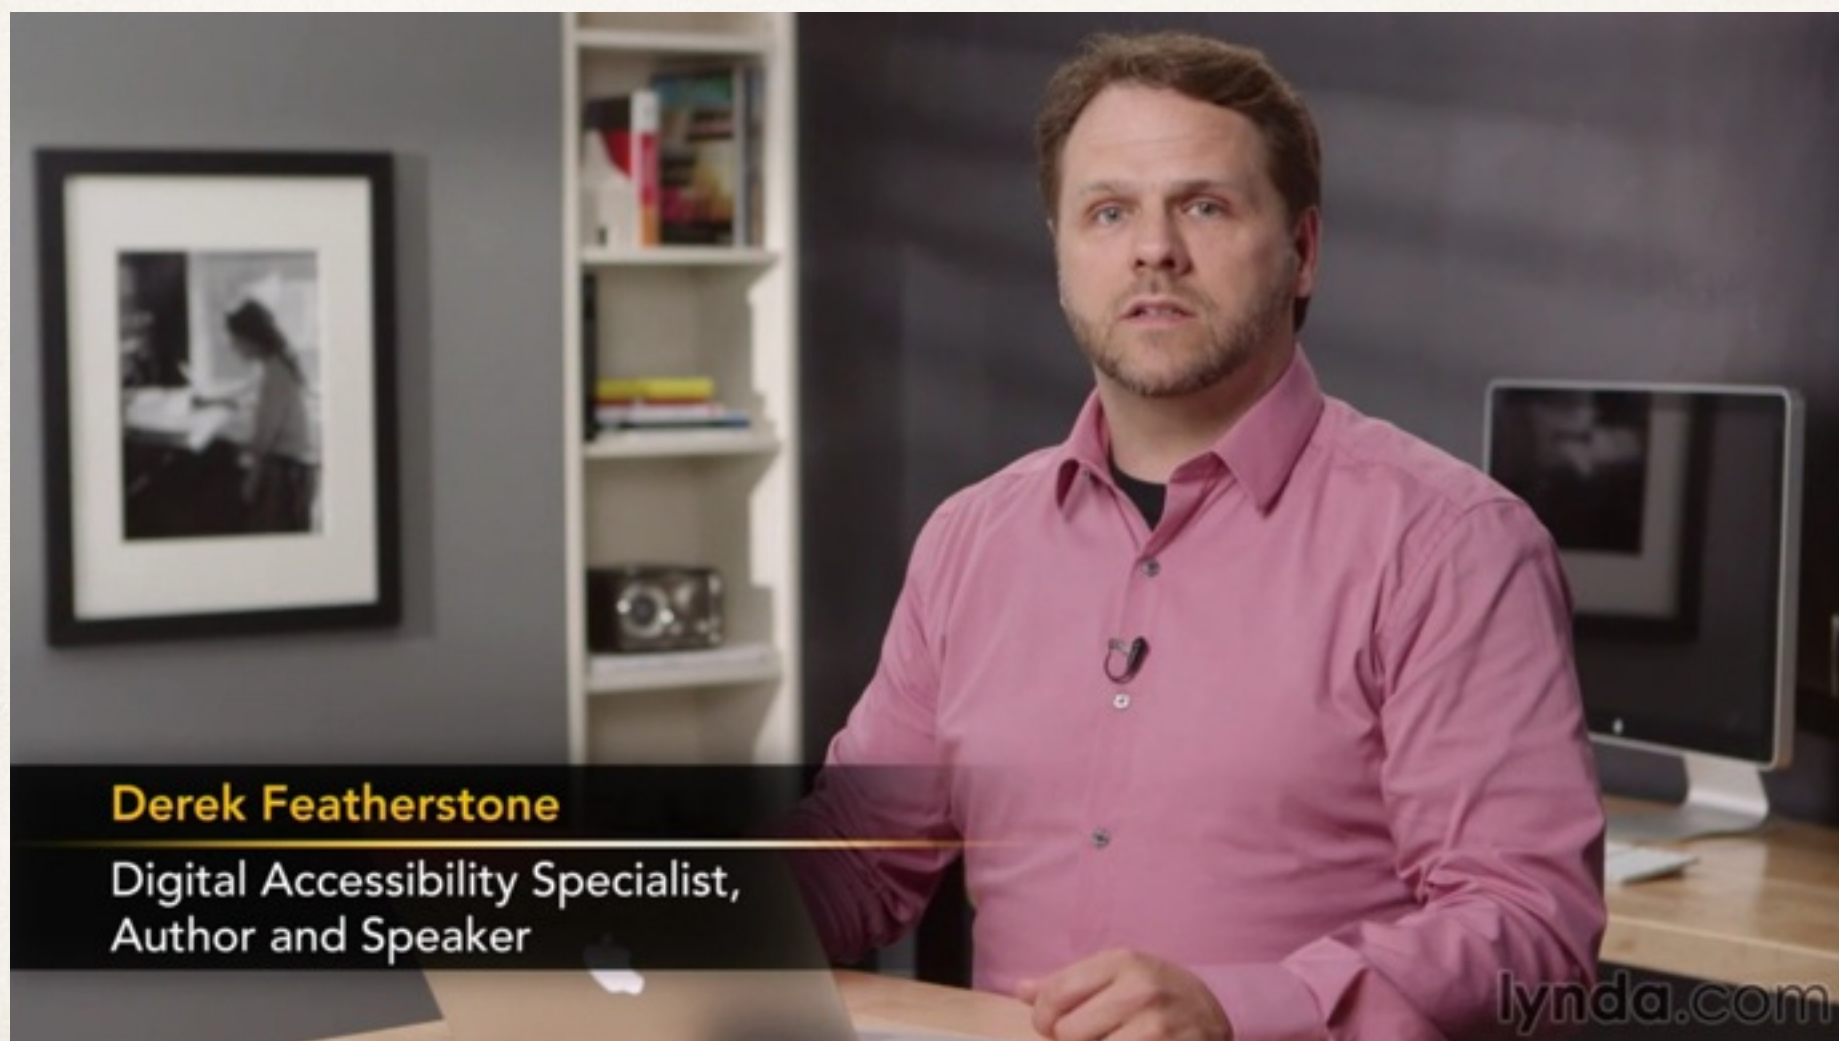 Derek Featherstone
Digital Accessibility Specialist,
Author and Speaker
lynda.com